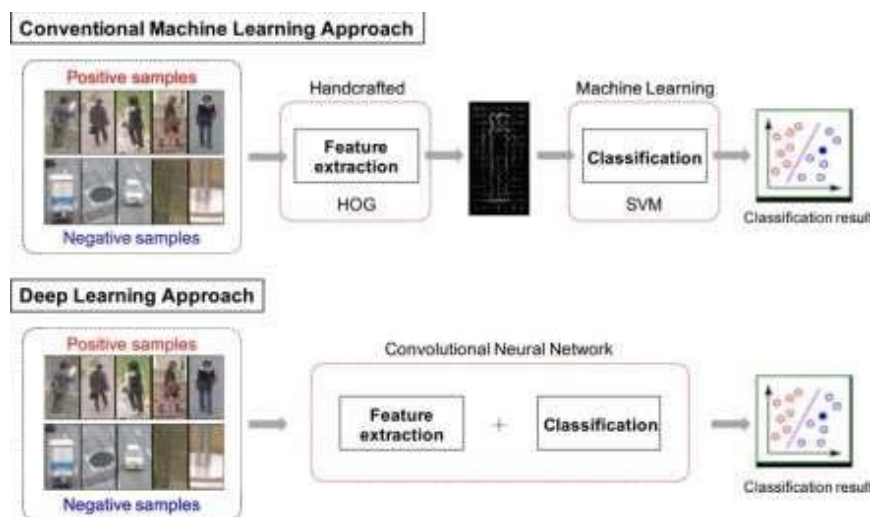 Conventional Machine Learning Approach
Positive samples
Negative samples
Handcrafted
Feature
extraction
HOG
Machine Learning
Classification
SVM
Classification result
Deep Learning Approach
Positive samples
Negative samples
Convolutional Neural Network
Feature
extraction
+
Classification
Classification result